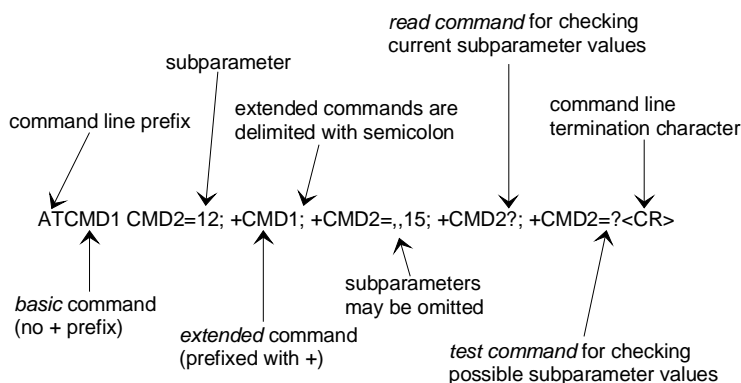 read command for checking
current subparameter values
subparameter
extended commands are
delimited with semicolon
command line
termination character
command line prefix
ATCMD1 CMD2=12; +CMD1; +CMD2=,,15; +CMD2?; +CMD2=?<CR>
basic command
(no + prefix)
extended command
(prefixed with +)
subparameters
may be omitted
test command for checking
possible subparameter values